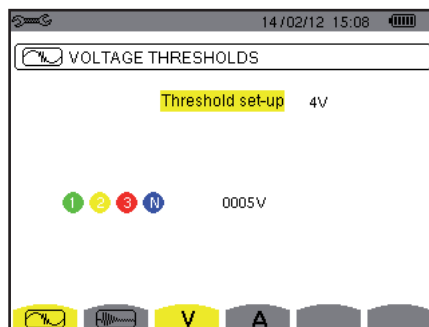 14/02/12 15:08
VOLTAGE THRESHOLDS
Threshold set-up 4V
1 2 3 N 0005V
V A